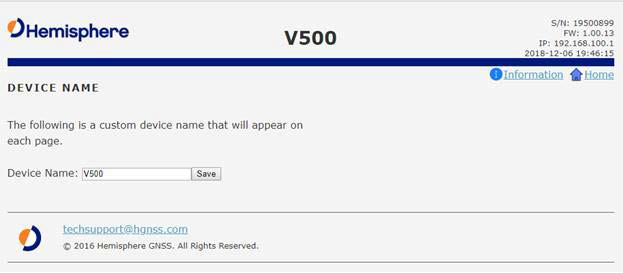 Hemisphere
V500
S/N: 19500899
FW: 1.00.13
IP: 192.168.100.1
2018-12-06 19:46:15
Information Home
DEVICE NAME
The following is a custom device name that will appear on
each page.
Device Name: V500 Save
techsupport@hgnss.com
© 2016 Hemisphere GNSS. All Rights Reserved.